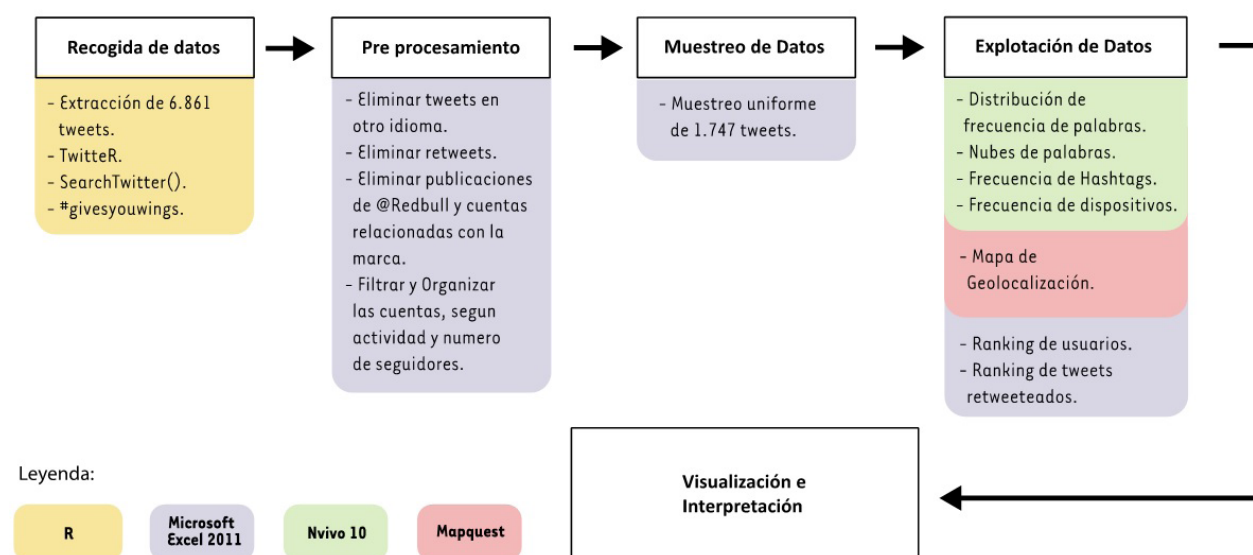 Recogida de datos
- Extracción de 6.861
tweets.
- TwitteR.
- SearchTwitter().
- #givesyouwings.
Pre procesamiento
- Eliminar tweets en
otro idioma.
- Eliminar retweets.
- Eliminar publicaciones
de @Redbull y cuentas
relacionadas con la
marca.
- Filtrar y Organizar
las cuentas, segun
actividad y numero
de seguidores.
Muestreo de Datos
- Muestreo uniforme
de 1.747 tweets.
Explotación de Datos
- Distribución de
frecuencia de palabras.
- Nubes de palabras.
- Frecuencia de Hashtags.
- Frecuencia de dispositivos.
- Mapa de
Geolocalización.
- Ranking de usuarios.
- Ranking de tweets
retweeteados.
Visualización e
Interpretación
Leyenda:
R
Microsoft
Excel 2011
Nvivo 10
Mapquest